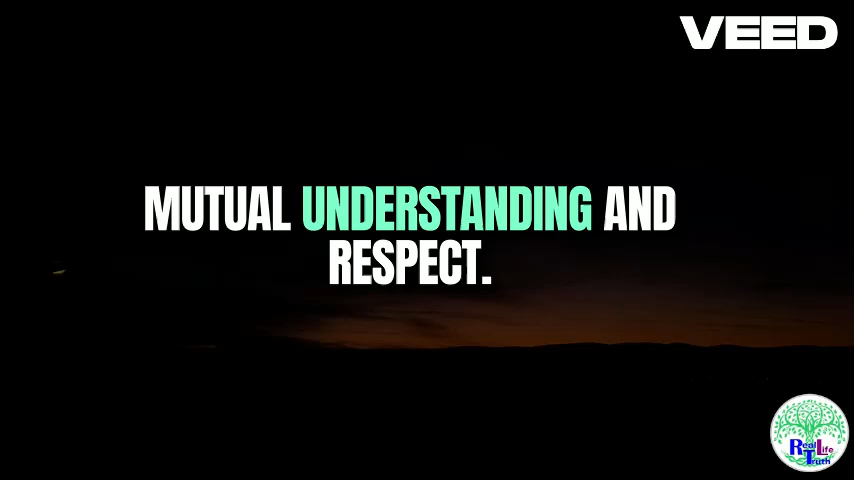 VEED
MUTUAL UNDERSTANDING AND
RESPECT.
Real Life
Truth